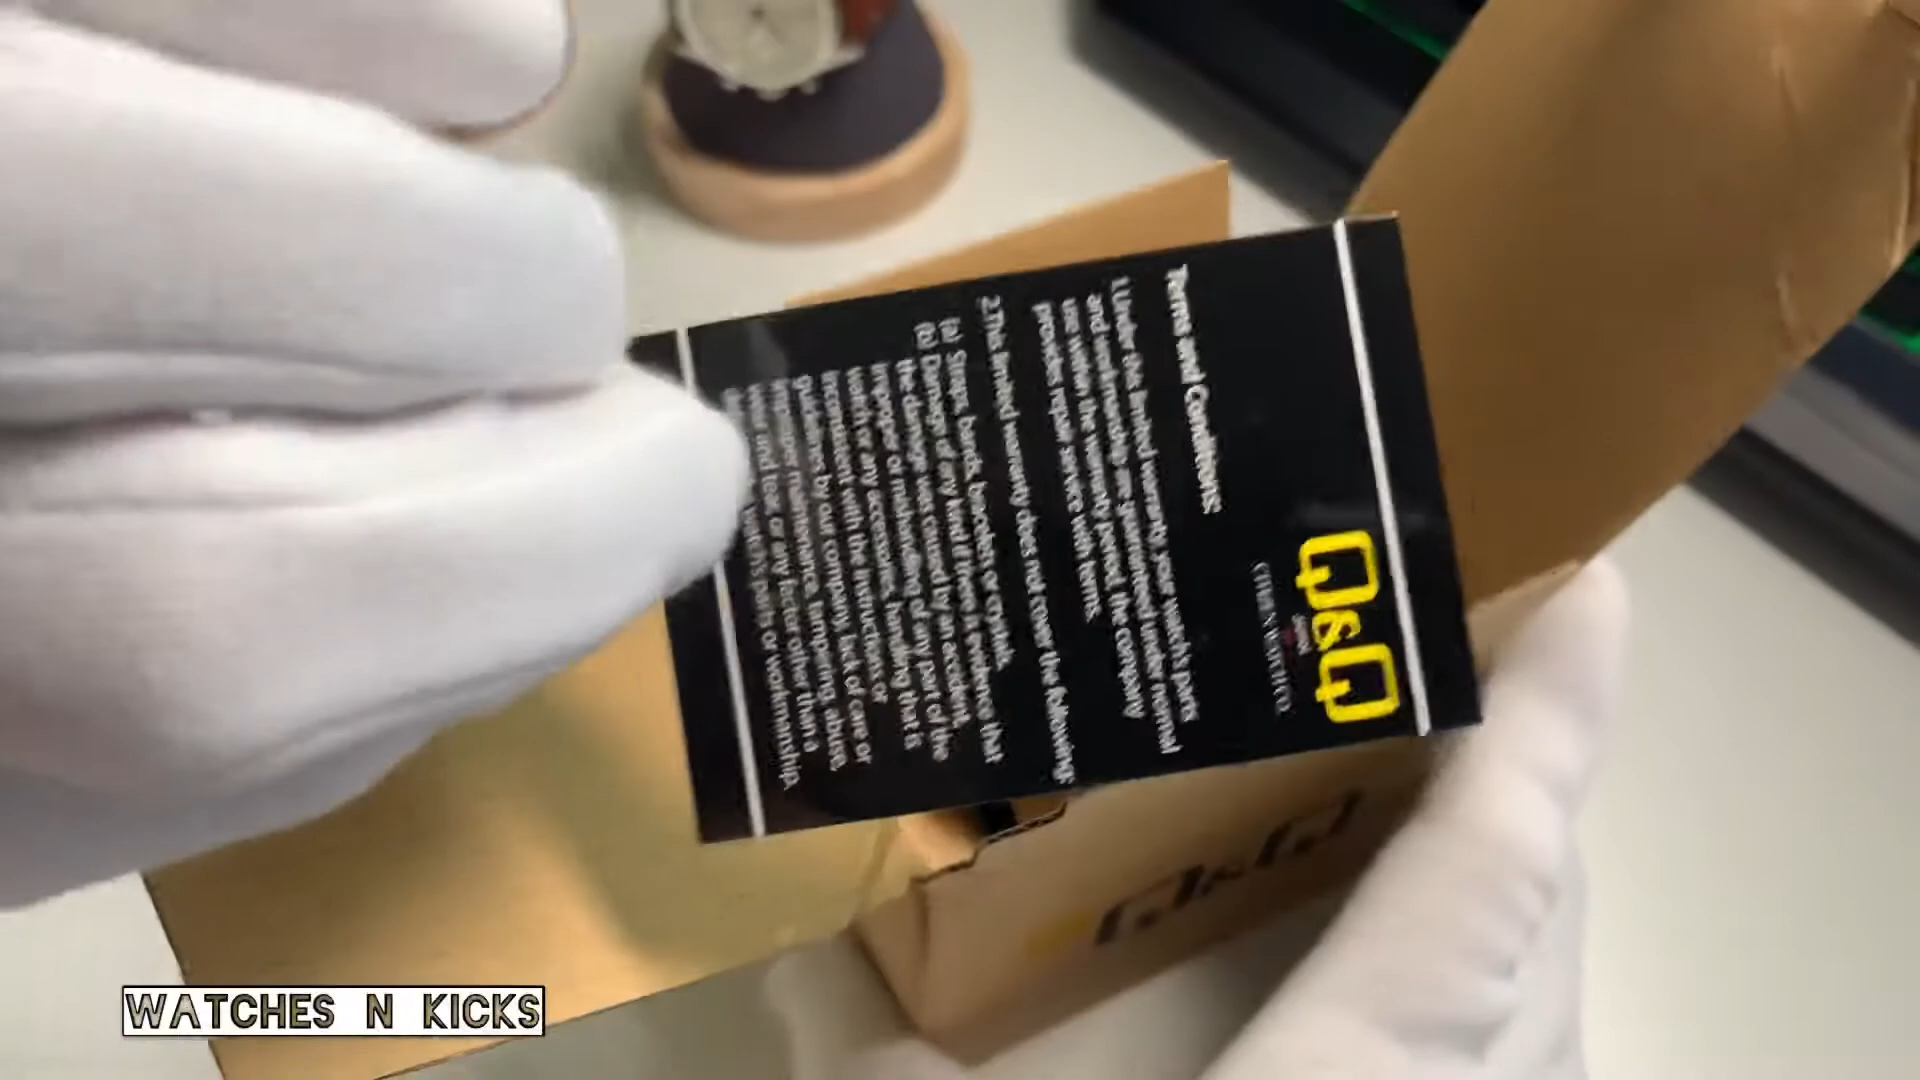 Q&Q
CITIZEN WATCH CO.
Terms and Conditions:
1.Under this limited warranty, your watch's parts
and workmanship are guaranteed under normal
use within the warranty period, the company
provides repair service with terms.
2.This limited warranty does not cover the following:
(a) Straps, bands, bracelets or crystals.
(b) Damage of any kind if there is evidence that
the damage was caused by an accident,
improper or mishandling of any part of the
watch or any accessories, handling that is
inconsistent with the instructions or
guidelines by our company, lack of care or
improper maintenance, tampering, abuse,
wear and tear, or any factor other than a
watch's parts or workmanship.
Q&Q
WATCHES N KICKS